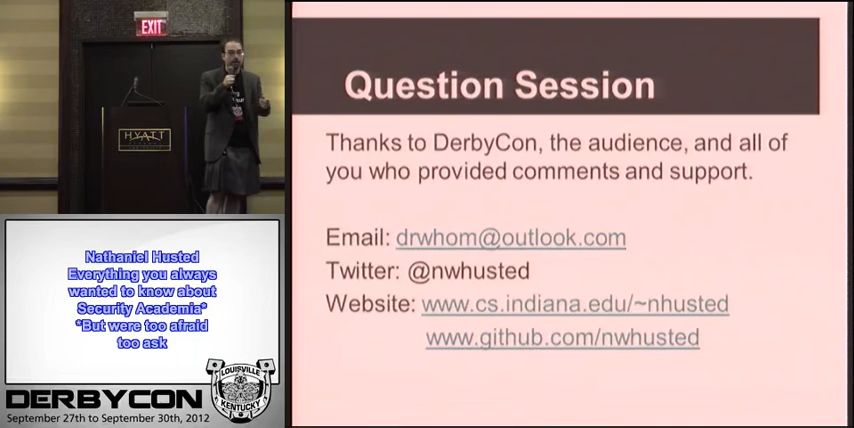 EXIT
HYATT
Nathaniel Husted
Everything you always
wanted to know about
Security Academia*
*But were too afraid
too ask
LOUISVILLE
KENTUCKY
DERBYCON
September 27th to September 30th, 2012
Question Session
Thanks to DerbyCon, the audience, and all of
you who provided comments and support.
Email: drwhom@outlook.com
Twitter: @nwhusted
Website: www.cs.indiana.edu/~nhusted
www.github.com/nwhusted